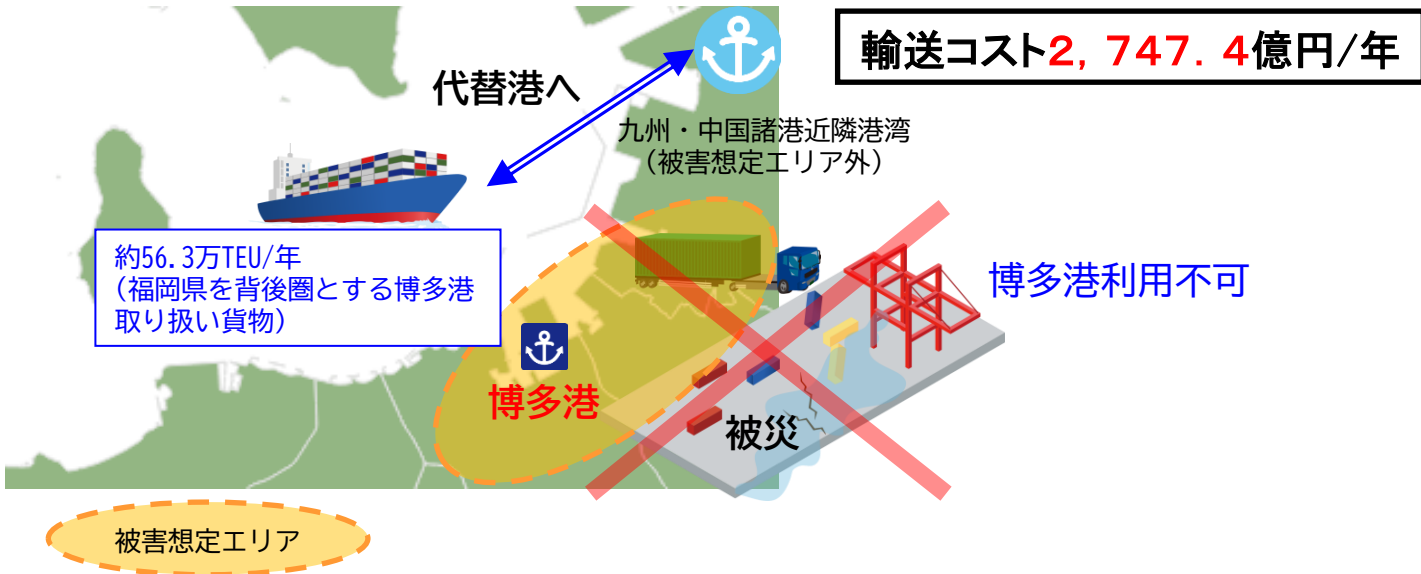 輸送コスト2,747.4億円/年
代替港へ
九州・中国諸港近隣港湾
（被害想定エリア外）
約56.3万TEU/年
（福岡県を背後圏とする博多港
取り扱い貨物）
博多港利用不可
博多港
被災
被害想定エリア